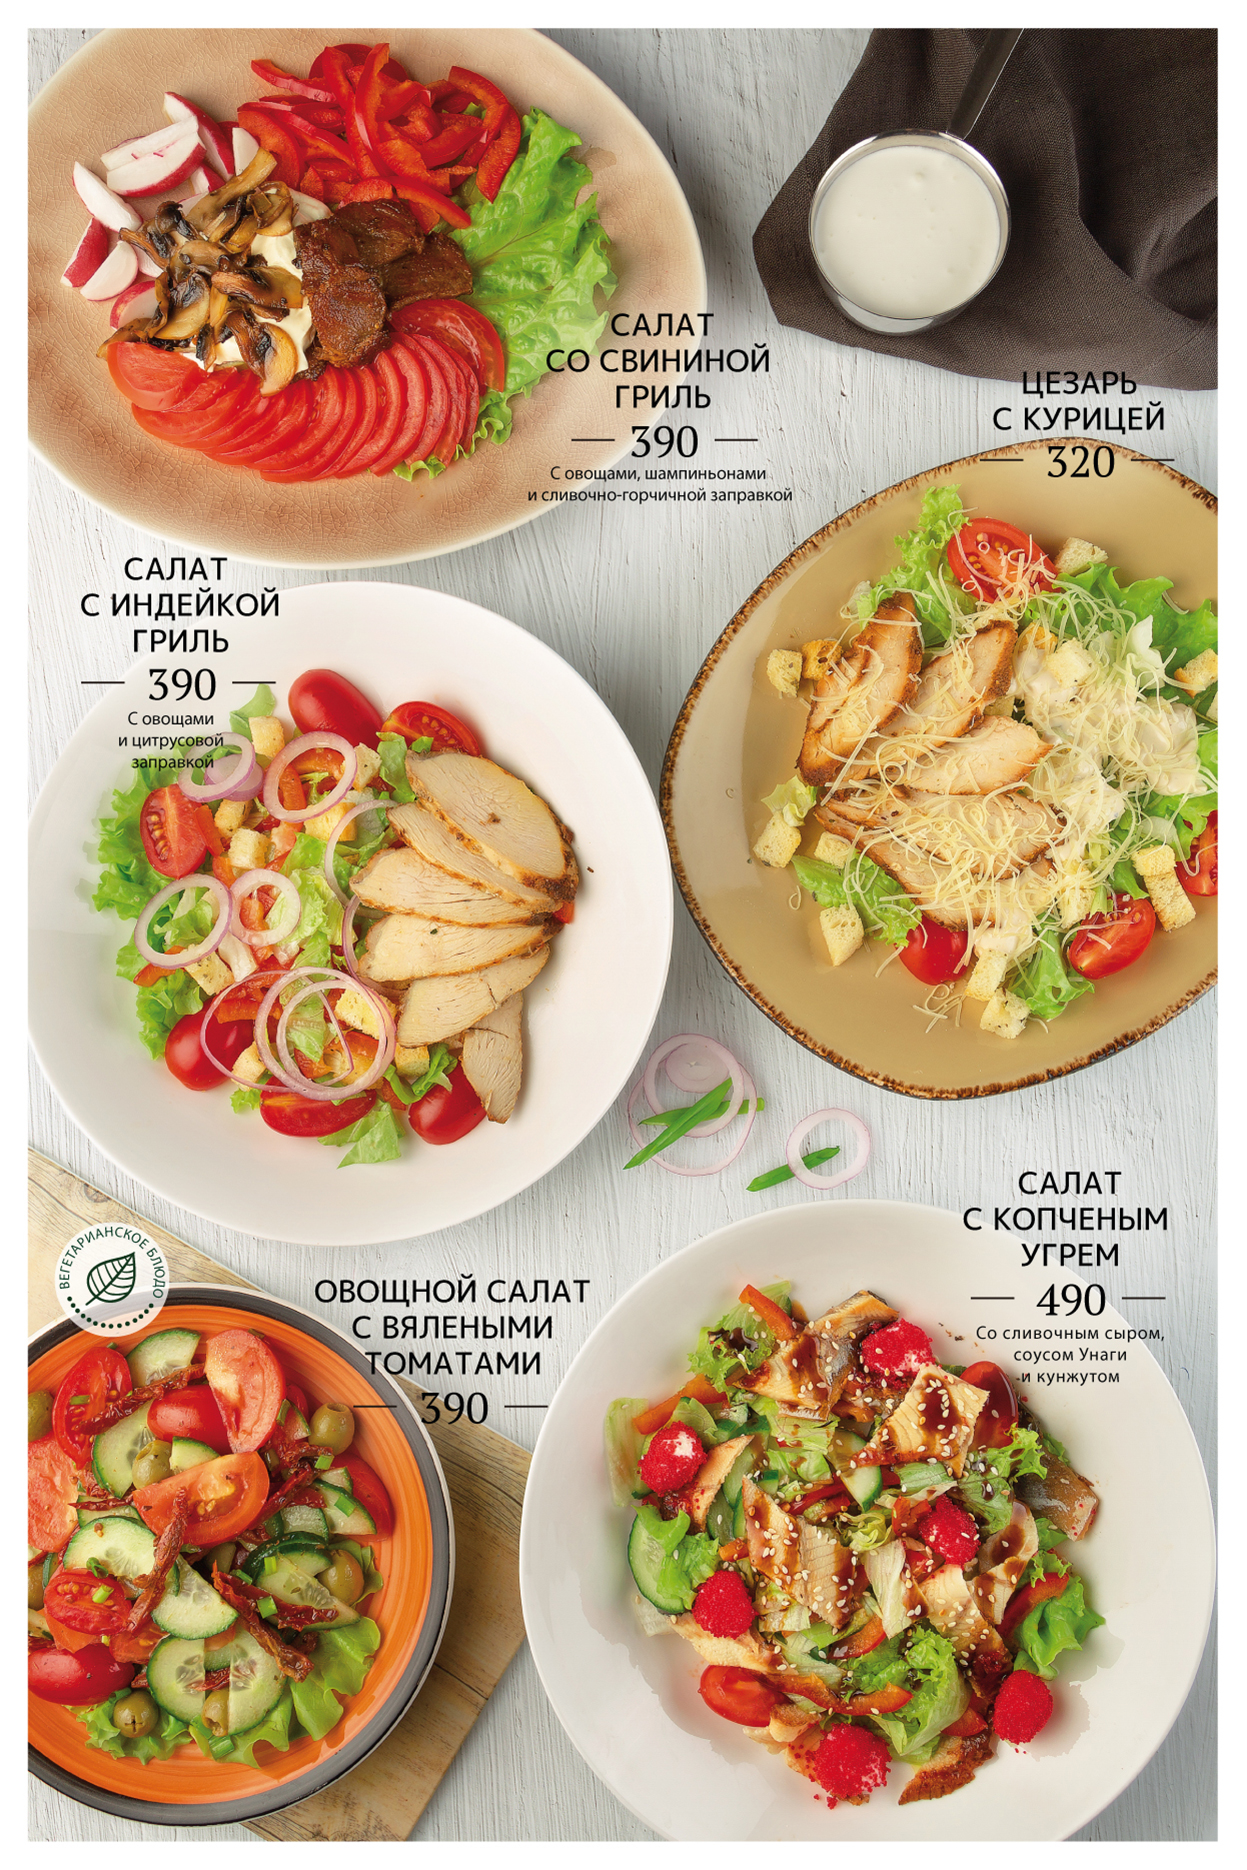 САЛАТ
СО СВИНИНОЙ
ГРИЛЬ
390
С овощами, шампиньонами
и сливочно-горчичной заправкой
ЦЕЗАРЬ
С КУРИЦЕЙ
320
САЛАТ
С ИНДЕЙКОЙ
ГРИЛЬ
390
С овощами
и цитрусовой
заправкой
САЛАТ
С КОПЧЕНЫМ
УГРЕМ
490
Со сливочным сыром,
соусом Унаги
и кунжутом
ВЕГЕТАРИАНСКОЕ БЛЮДО
ОВОЩНОЙ САЛАТ
С ВЯЛЕНЫМИ
ТОМАТАМИ
390